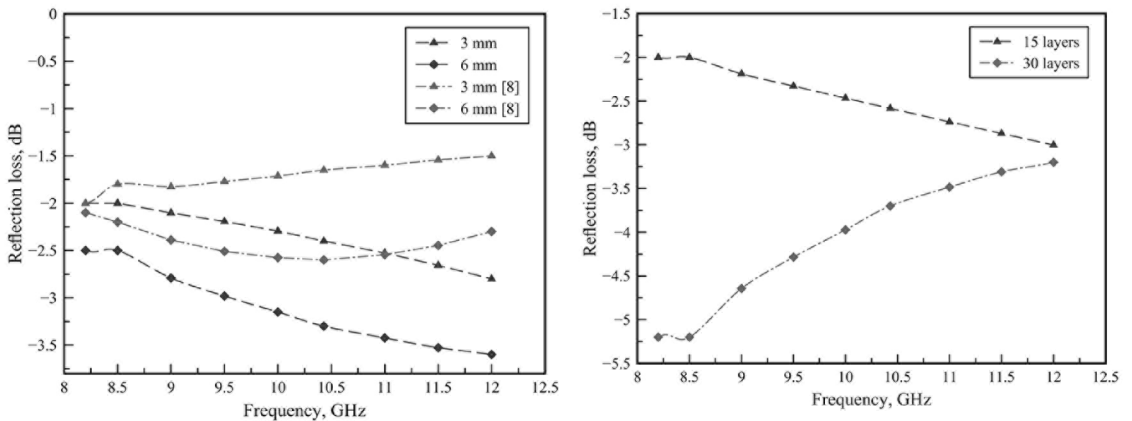 0
−0.5
−1
−1.5
−2
−2.5
−3
−3.5
Reflection loss, dB
3 mm
6 mm
3 mm [8]
6 mm [8]
8 8.5 9 9.5 10 10.5 11 11.5 12 12.5
Frequency, GHz
−1.5
−2
−2.5
−3
−3.5
−4
−4.5
−5
−5.5
Reflection loss, dB
15 layers
30 layers
8 8.5 9 9.5 10 10.5 11 11.5 12 12.5
Frequency, GHz